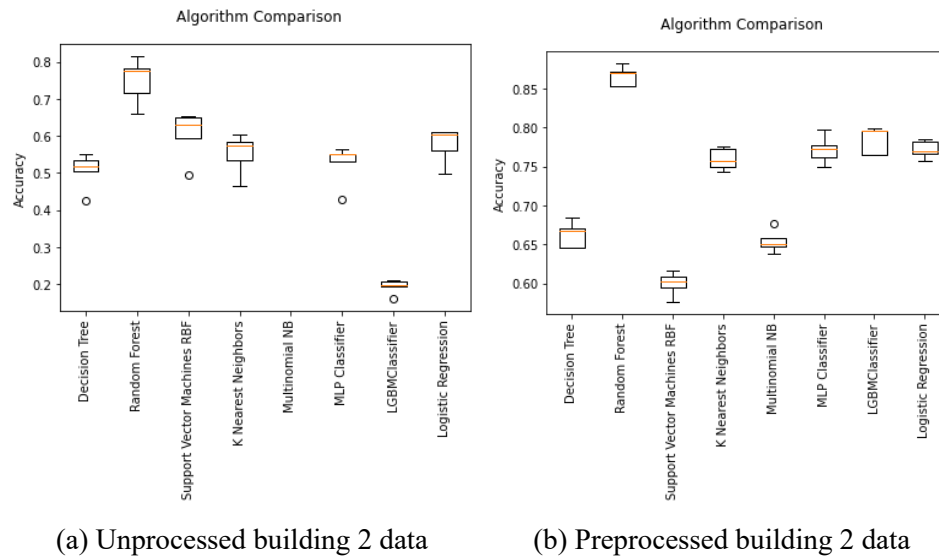 Algorithm Comparison
Accuracy
0.8
0.7
0.6
0.5
0.4
0.3
0.2
Decision Tree
Random Forest
Support Vector Machines RBF
K Nearest Neighbors
Multinomial NB
MLP Classifier
LGBMClassifier
Logistic Regression
(a) Unprocessed building 2 data
Algorithm Comparison
Accuracy
0.85
0.80
0.75
0.70
0.65
0.60
Decision Tree
Random Forest
Support Vector Machines RBF
K Nearest Neighbors
Multinomial NB
MLP Classifier
LGBMClassifier
Logistic Regression
(b) Preprocessed building 2 data